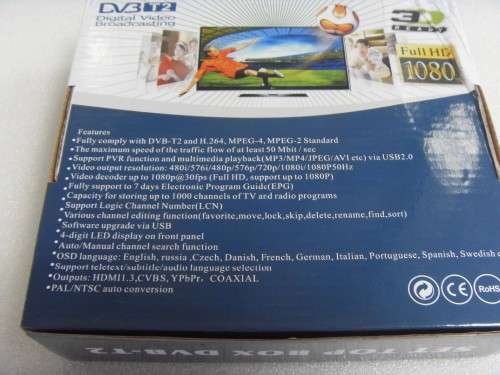 DVB T2
Digital Video
Broadcasting
3D
READY
Full HD
1080
Features
•Fully comply with DVB-T2 and H.264, MPEG-4, MPEG-2 Standard
•The maximum speed of the traffic flow of at least 50 Mbit / sec
•Support PVR function and multimedia playback(MP3/MP4/JPEG/AVI etc) via USB2.0
•Video output resolution: 480i/576i/480p/576p/720p/1080i/1080P50Hz
•Video decoder up to 1080p@30fps (Full HD, support up to 1080P)
•Fully support to 7 days Electronic Program Guide(EPG)
•Capacity for storing up to 1000 channels of TV and radio programs
•Support Logic Channel Number(LCN)
•Various channel editing function(favorite,move,lock,skip,delete,rename,find,sort)
•Software upgrade via USB
•4-digit LED display on front panel
•Auto/Manual channel search function
•OSD language: English, russia ,Czech, Danish, French, German, Italian, Portuguese, Spanish, Swedish
•Support teletext/subtitle/audio language selection
•Outputs: HDMI1.3,CVBS, YPbPr, COAXIAL
•PAL/NTSC auto conversion
CE
RoHS
SET TOP BOX DVB-T2